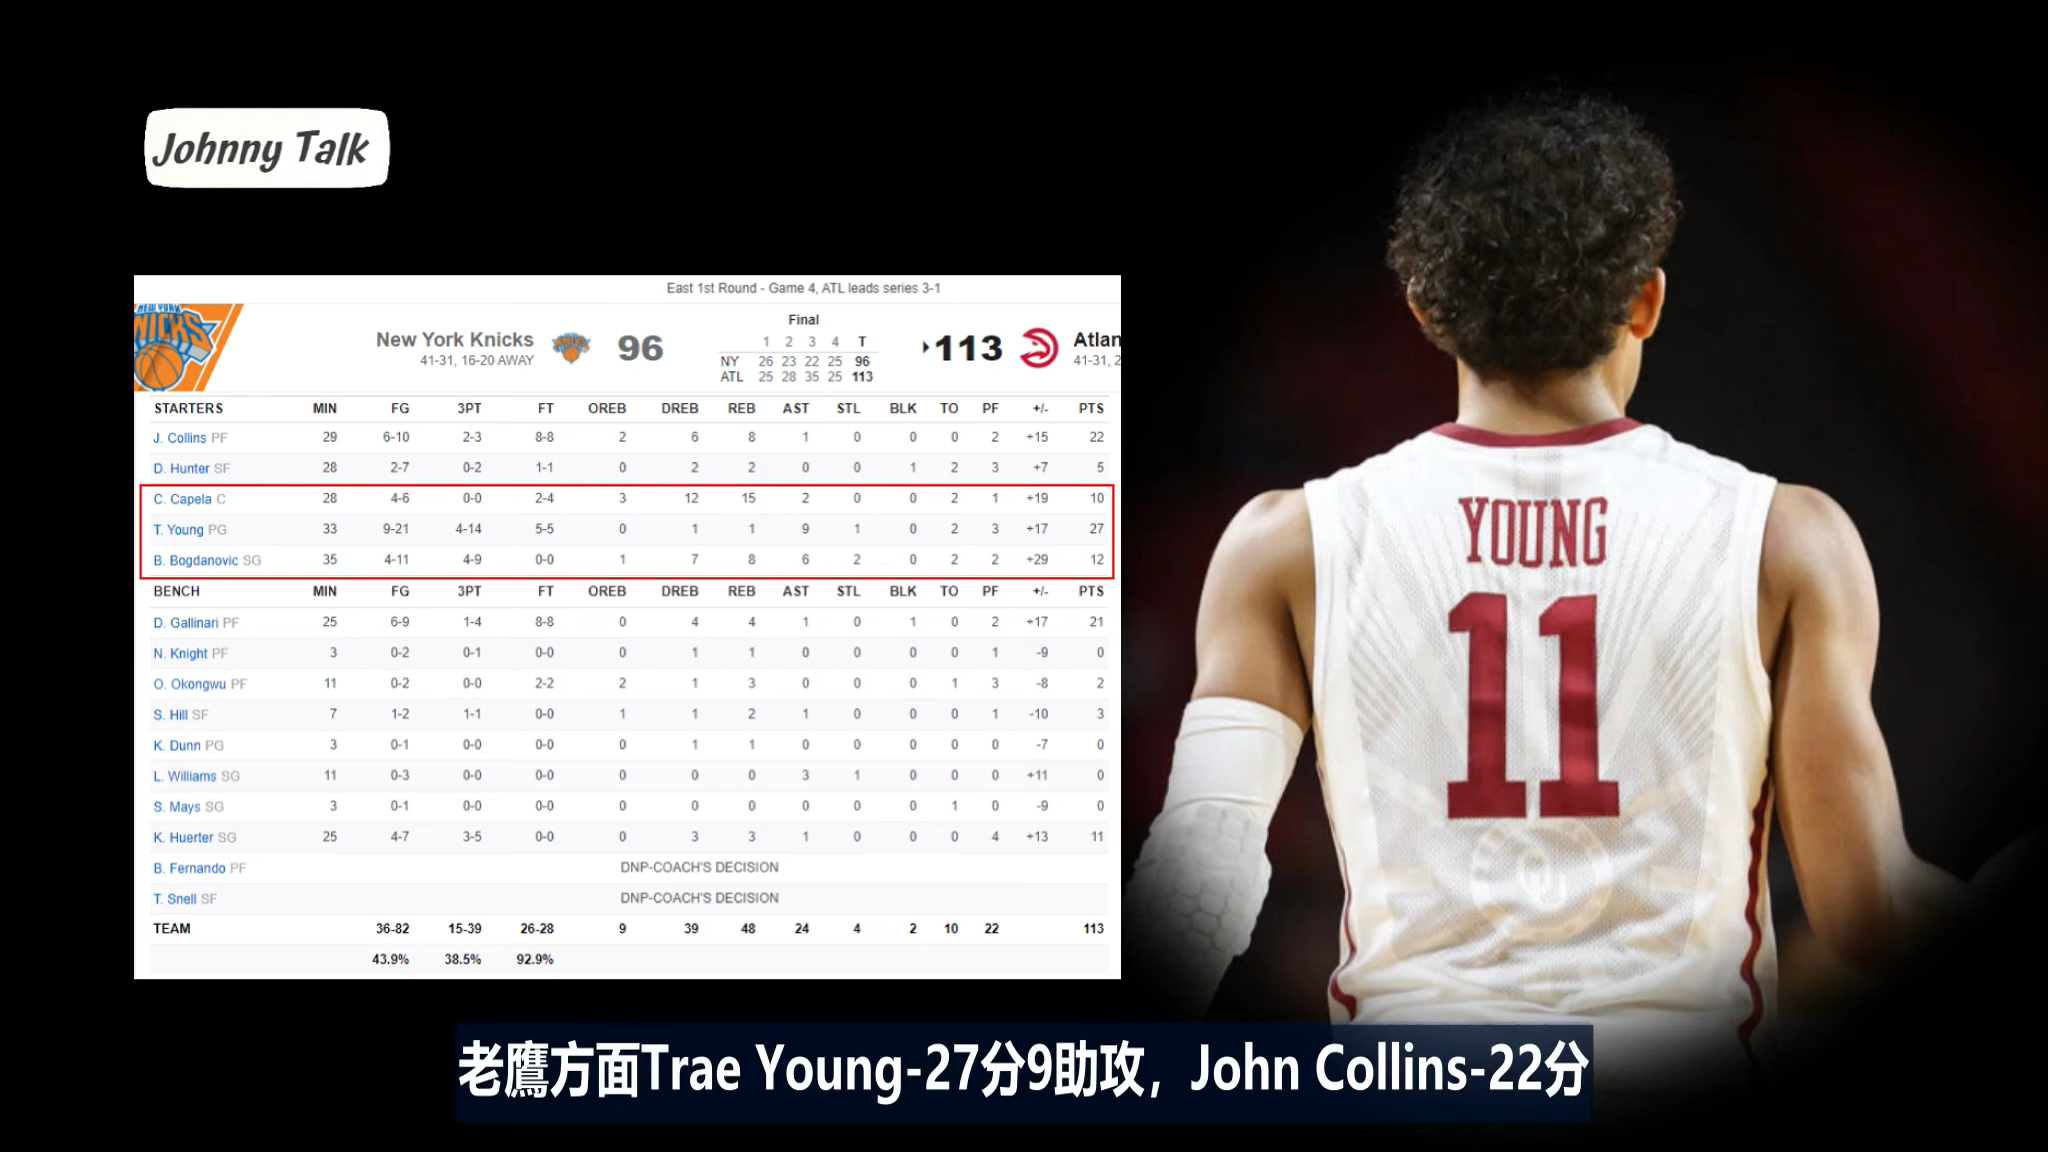 Johnny Talk
East 1st Round - Game 4, ATL leads series 3-1
NEW YORK
KNICKS
New York Knicks
41-31, 16-20 AWAY
96
Final
1 2 3 4 T
NY 26 23 22 25 96
ATL 25 28 35 25 113
113
Atlan
41-31, 2
STARTERS MIN FG 3PT FT OREB DREB REB AST STL BLK TO PF +/- PTS
J. Collins PF 29 6-10 2-3 8-8 2 6 8 1 0 0 0 2 +15 22
D. Hunter SF 28 2-7 0-2 1-1 0 2 2 0 0 1 2 3 +7 5
C. Capela C 28 4-6 0-0 2-4 3 12 15 2 0 0 2 1 +19 10
T. Young PG 33 9-21 4-14 5-5 0 1 1 9 1 0 2 3 +17 27
B. Bogdanovic SG 35 4-11 4-9 0-0 1 7 8 6 2 0 2 2 +29 12
BENCH MIN FG 3PT FT OREB DREB REB AST STL BLK TO PF +/- PTS
D. Gallinari PF 25 6-9 1-4 8-8 0 4 4 1 0 1 0 2 +17 21
N. Knight PF 3 0-2 0-1 0-0 0 1 1 0 0 0 0 1 -9 0
O. Okongwu PF 11 0-2 0-0 2-2 2 1 3 0 0 0 1 3 -8 2
S. Hill SF 7 1-2 1-1 0-0 1 1 2 1 0 0 0 1 -10 3
K. Dunn PG 3 0-1 0-0 0-0 0 1 1 0 0 0 0 0 -7 0
L. Williams SG 11 0-3 0-0 0-0 0 0 0 3 1 0 0 0 +11 0
S. Mays SG 3 0-1 0-0 0-0 0 0 0 0 0 0 1 0 -9 0
K. Huerter SG 25 4-7 3-5 0-0 0 3 3 1 0 0 0 4 +13 11
B. Fernando PF DNP-COACH'S DECISION
T. Snell SF DNP-COACH'S DECISION
TEAM 36-82 15-39 26-28 9 39 48 24 4 2 10 22 113
43.9% 38.5% 92.9%
YOUNG
11
老鷹方面Trae Young-27分9助攻，John Collins-22分